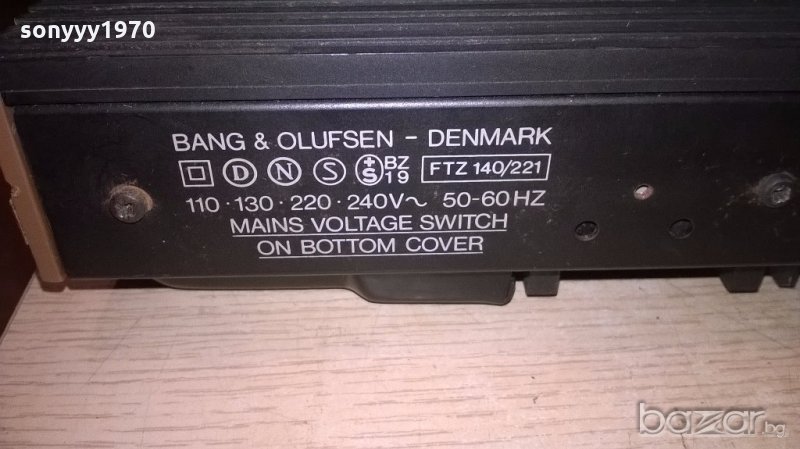 sonyyy1970
BANG & OLUFSEN - DENMARK
D N S +S BZ 19 FTZ 140/221
110 · 130 · 220 · 240V~ 50-60 HZ
MAINS VOLTAGE SWITCH
ON BOTTOM COVER
bazar.bg